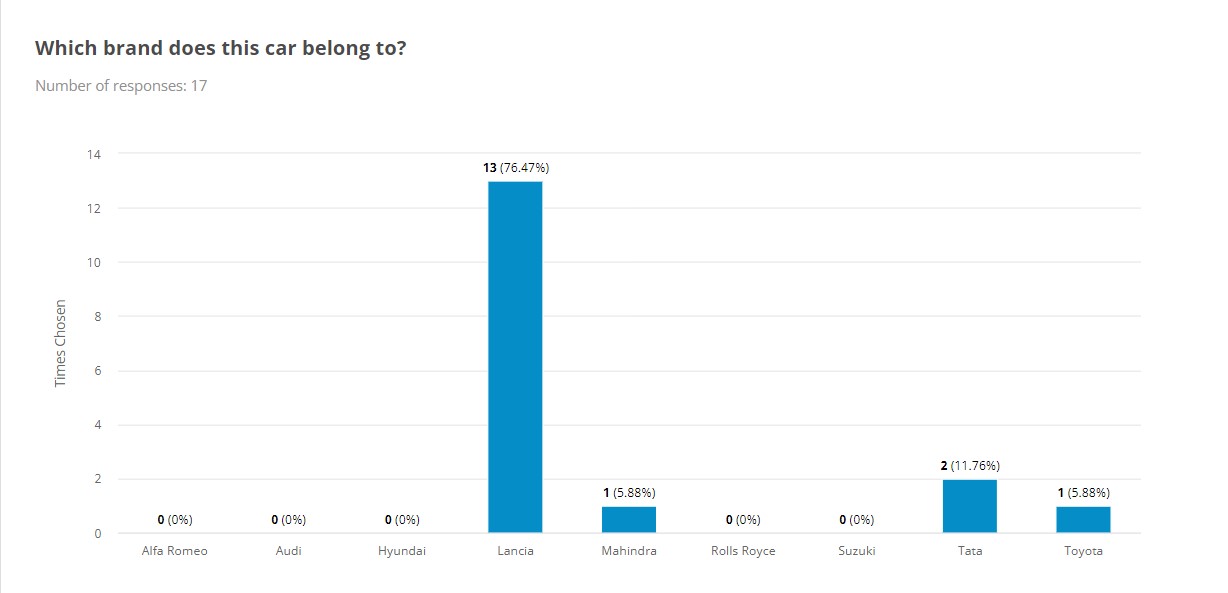 Which brand does this car belong to?
Number of responses: 17
14
13 (76.47%)
12
10
8
Times Chosen
6
4
2 (11.76%)
2
1 (5.88%) 1 (5.88%)
0 (0%) 0 (0%) 0 (0%) 0 (0%) 0 (0%)
0
Alfa Romeo Audi Hyundai Lancia Mahindra Rolls Royce Suzuki Tata Toyota